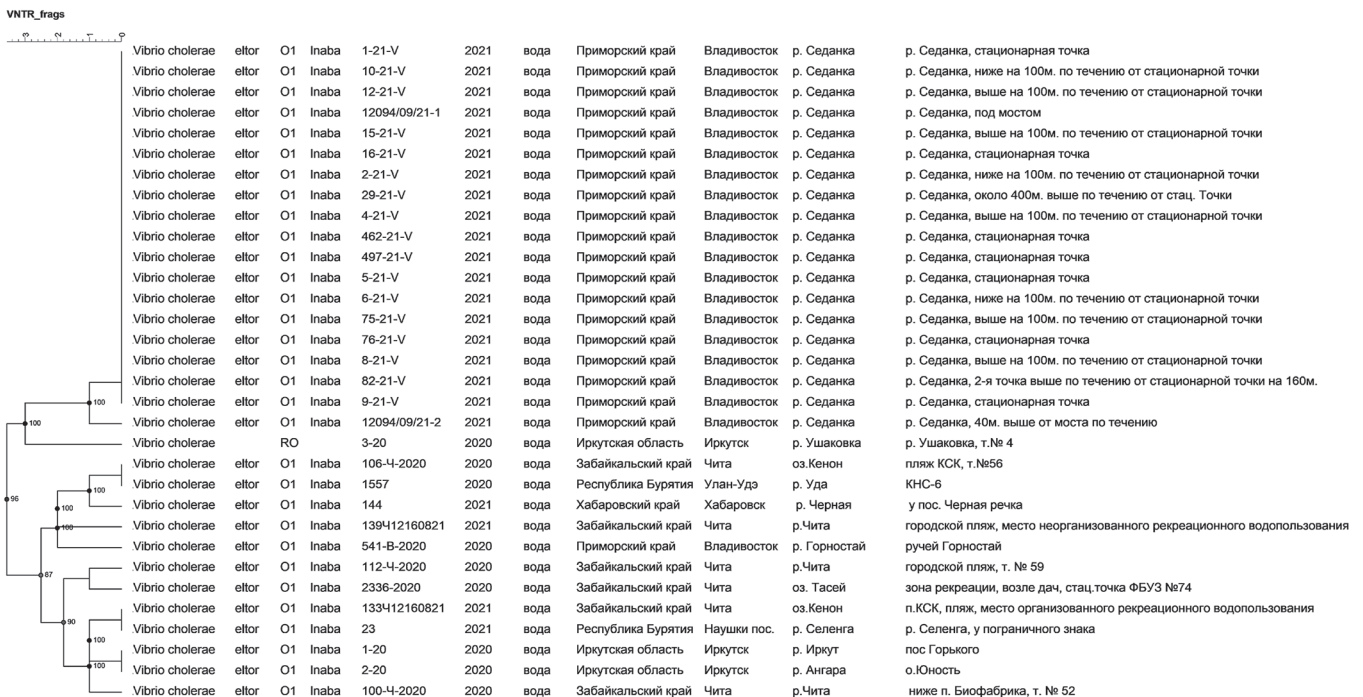 VNTR_frags
3 2 1 0
Vibrio cholerae eltor O1 Inaba 1-21-V 2021 вода Приморский край Владивосток р. Седанка р. Седанка, стационарная точка
Vibrio cholerae eltor O1 Inaba 10-21-V 2021 вода Приморский край Владивосток р. Седанка р. Седанка, ниже на 100м. по течению от стационарной точки
Vibrio cholerae eltor O1 Inaba 12-21-V 2021 вода Приморский край Владивосток р. Седанка р. Седанка, выше на 100м. по течению от стационарной точки
Vibrio cholerae eltor O1 Inaba 12094/09/21-1 2021 вода Приморский край Владивосток р. Седанка р. Седанка, под мостом
Vibrio cholerae eltor O1 Inaba 15-21-V 2021 вода Приморский край Владивосток р. Седанка р. Седанка, выше на 100м. по течению от стационарной точки
Vibrio cholerae eltor O1 Inaba 16-21-V 2021 вода Приморский край Владивосток р. Седанка р. Седанка, стационарная точка
Vibrio cholerae eltor O1 Inaba 2-21-V 2021 вода Приморский край Владивосток р. Седанка р. Седанка, ниже на 100м. по течению от стационарной точки
Vibrio cholerae eltor O1 Inaba 29-21-V 2021 вода Приморский край Владивосток р. Седанка р. Седанка, около 400м. выше по течению от стац. Точки
Vibrio cholerae eltor O1 Inaba 4-21-V 2021 вода Приморский край Владивосток р. Седанка р. Седанка, выше на 100м. по течению от стационарной точки
Vibrio cholerae eltor O1 Inaba 462-21-V 2021 вода Приморский край Владивосток р. Седанка р. Седанка, стационарная точка
Vibrio cholerae eltor O1 Inaba 497-21-V 2021 вода Приморский край Владивосток р. Седанка р. Седанка, стационарная точка
Vibrio cholerae eltor O1 Inaba 5-21-V 2021 вода Приморский край Владивосток р. Седанка р. Седанка, стационарная точка
Vibrio cholerae eltor O1 Inaba 6-21-V 2021 вода Приморский край Владивосток р. Седанка р. Седанка, ниже на 100м. по течению от стационарной точки
Vibrio cholerae eltor O1 Inaba 75-21-V 2021 вода Приморский край Владивосток р. Седанка р. Седанка, выше на 100м. по течению от стационарной точки
Vibrio cholerae eltor O1 Inaba 76-21-V 2021 вода Приморский край Владивосток р. Седанка р. Седанка, стационарная точка
Vibrio cholerae eltor O1 Inaba 8-21-V 2021 вода Приморский край Владивосток р. Седанка р. Седанка, выше на 100м. по течению от стационарной точки
Vibrio cholerae eltor O1 Inaba 82-21-V 2021 вода Приморский край Владивосток р. Седанка р. Седанка, 2-я точка выше по течению от стационарной точки на 160м.
100 Vibrio cholerae eltor O1 Inaba 9-21-V 2021 вода Приморский край Владивосток р. Седанка р. Седанка, стационарная точка
100 Vibrio cholerae eltor O1 Inaba 12094/09/21-2 2021 вода Приморский край Владивосток р. Седанка р. Седанка, 40м. выше от моста по течению
Vibrio cholerae RO 3-20 2020 вода Иркутская область Иркутск р. Ушаковка р. Ушаковка, т.№ 4
Vibrio cholerae eltor O1 Inaba 106-Ч-2020 2020 вода Забайкальский край Чита оз.Кенон пляж КСК, т.№56
96 100 Vibrio cholerae eltor O1 Inaba 1557 2020 вода Республика Бурятия Улан-Удэ р. Уда КНС-6
100 Vibrio cholerae eltor O1 Inaba 144 2021 вода Хабаровский край Хабаровск р. Черная у пос. Черная речка
100 Vibrio cholerae eltor O1 Inaba 139Ч12160821 2021 вода Забайкальский край Чита р.Чита городской пляж, место неорганизованного рекреационного водопользования
Vibrio cholerae eltor O1 Inaba 541-В-2020 2020 вода Приморский край Владивосток р. Горностай ручей Горностай
87 Vibrio cholerae eltor O1 Inaba 112-Ч-2020 2020 вода Забайкальский край Чита р.Чита городской пляж, т. № 59
Vibrio cholerae eltor O1 Inaba 2336-2020 2020 вода Забайкальский край Чита оз. Тасей зона рекреации, возле дач, стац.точка ФБУЗ №74
Vibrio cholerae eltor O1 Inaba 133Ч12160821 2021 вода Забайкальский край Чита оз.Кенон п.КСК, пляж, место организованного рекреационного водопользования
90 Vibrio cholerae eltor O1 Inaba 23 2021 вода Республика Бурятия Наушки пос. р. Селенга р. Селенга, у пограничного знака
100 Vibrio cholerae eltor O1 Inaba 1-20 2020 вода Иркутская область Иркутск р. Иркут пос Горького
100 Vibrio cholerae eltor O1 Inaba 2-20 2020 вода Иркутская область Иркутск р. Ангара о.Юность
Vibrio cholerae eltor O1 Inaba 100-Ч-2020 2020 вода Забайкальский край Чита р.Чита ниже п. Биофабрика, т. № 52